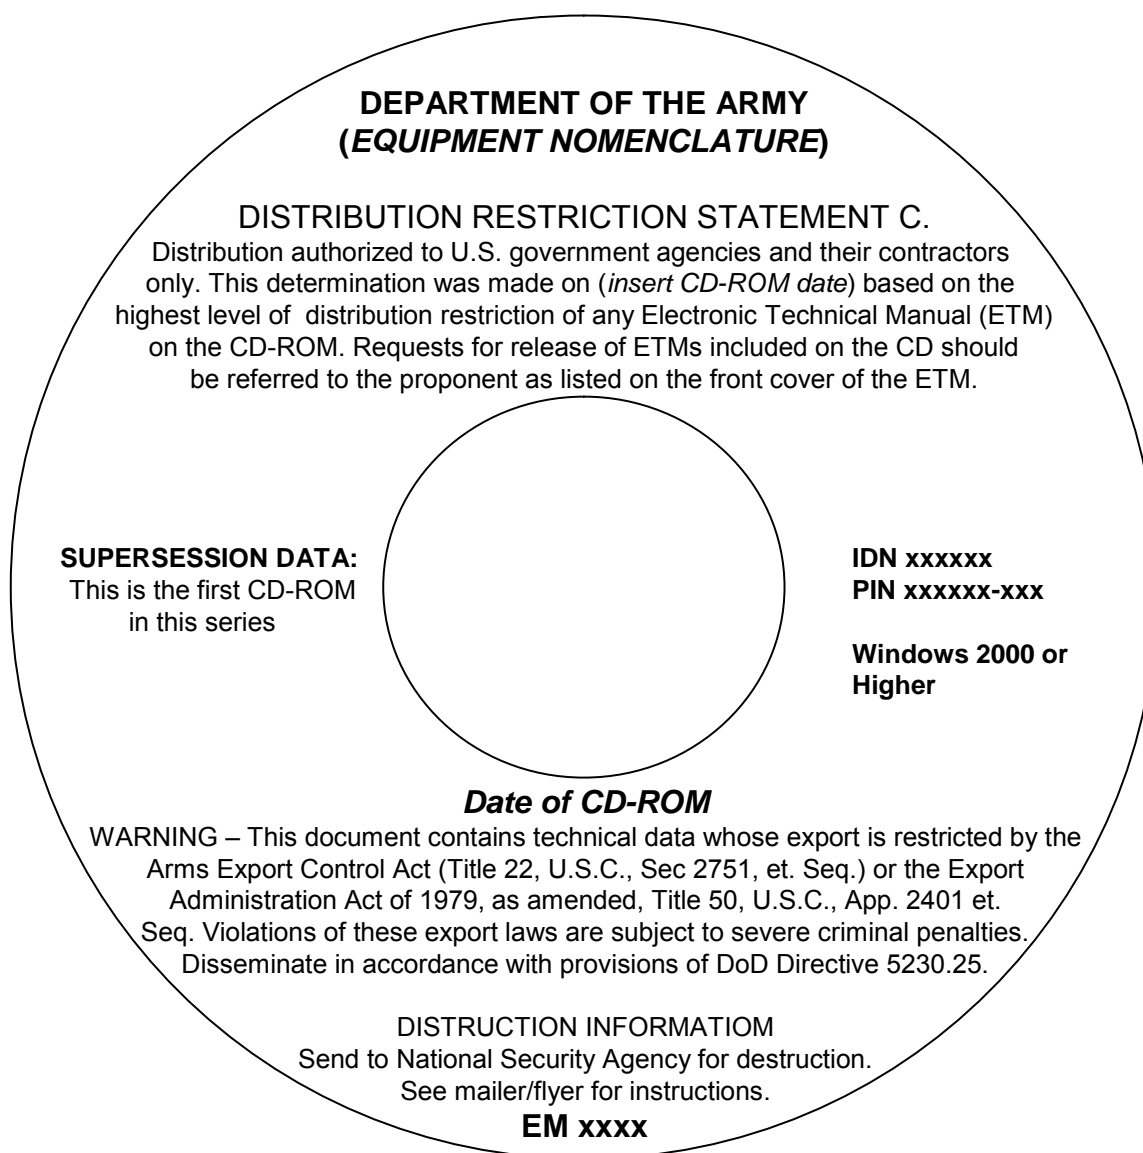 DEPARTMENT OF THE ARMY
(EQUIPMENT NOMENCLATURE)
DISTRIBUTION RESTRICTION STATEMENT C.
Distribution authorized to U.S. government agencies and their contractors
only. This determination was made on (insert CD-ROM date) based on the
highest level of  distribution restriction of any Electronic Technical Manual (ETM)
on the CD-ROM. Requests for release of ETMs included on the CD should
be referred to the proponent as listed on the front cover of the ETM.
SUPERSESSION DATA:
This is the first CD-ROM
in this series
IDN xxxxxx
PIN xxxxxx-xxx
Windows 2000 or
Higher
Date of CD-ROM
WARNING – This document contains technical data whose export is restricted by the
Arms Export Control Act (Title 22, U.S.C., Sec 2751, et. Seq.) or the Export
Administration Act of 1979, as amended, Title 50, U.S.C., App. 2401 et.
Seq. Violations of these export laws are subject to severe criminal penalties.
Disseminate in accordance with provisions of DoD Directive 5230.25.
DISTRUCTION INFORMATIOM
Send to National Security Agency for destruction.
See mailer/flyer for instructions.
EM xxxx